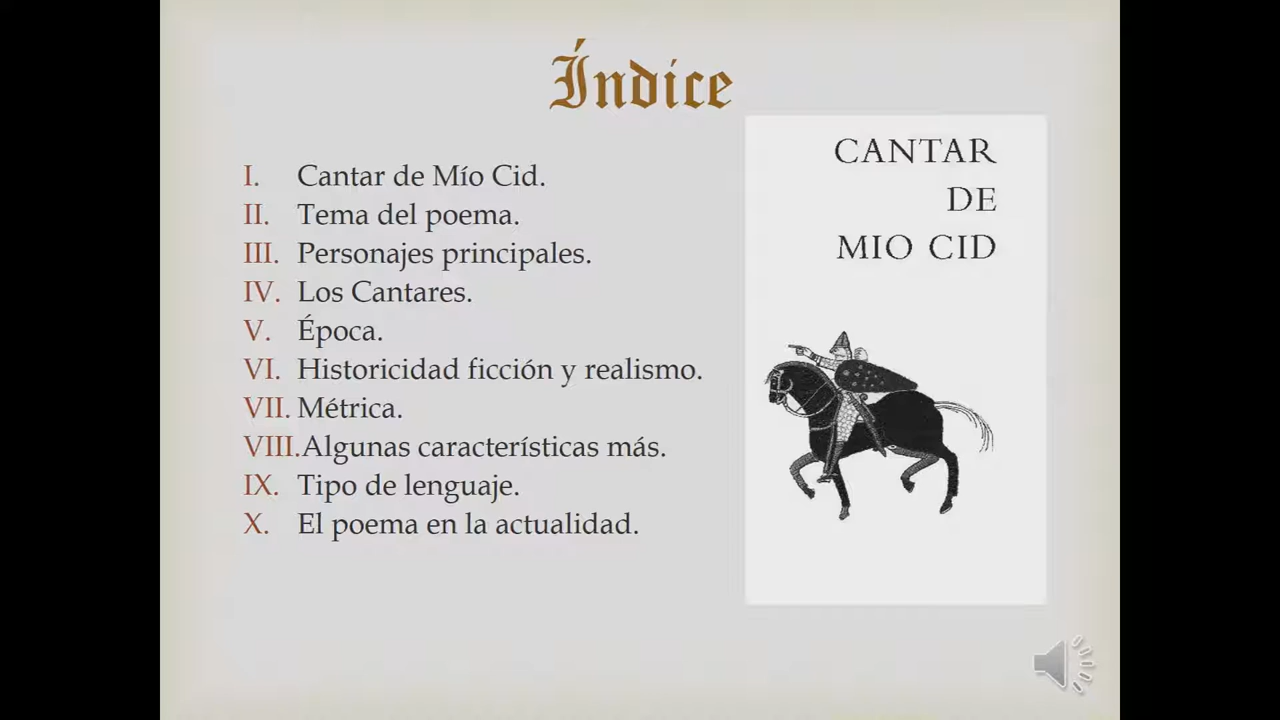 Índice
I. Cantar de Mío Cid.
II. Tema del poema.
III. Personajes principales.
IV. Los Cantares.
V. Época.
VI. Historicidad ficción y realismo.
VII. Métrica.
VIII. Algunas características más.
IX. Tipo de lenguaje.
X. El poema en la actualidad.
CANTAR
DE
MIO CID